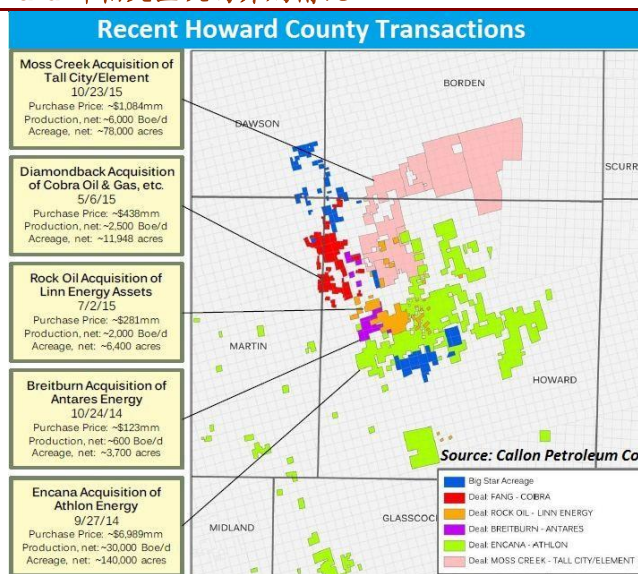 Recent Howard County Transactions
Moss Creek Acquisition of
Tall City/Element
10/23/15
Purchase Price: ~$1,084mm
Production, net: ~6,000 Boe/d
Acreage, net: ~78,000 acres
Diamondback Acquisition
of Cobra Oil & Gas, etc.
5/6/15
Purchase Price: ~$438mm
Production, net: ~2,500 Boe/d
Acreage, net: ~11,948 acres
Rock Oil Acquisition of
Linn Energy Assets
7/2/15
Purchase Price: ~$281mm
Production, net: ~2,000 Boe/d
Acreage, net: ~6,400 acres
Breitburn Acquisition of
Antares Energy
10/24/14
Purchase Price: ~$123mm
Production, net: ~600 Boe/d
Acreage, net: ~3,700 acres
Encana Acquisition of
Athlon Energy
9/27/14
Purchase Price: ~$6,989mm
Production, net: ~30,000 Boe/d
Acreage, net: ~140,000 acres
BORDEN
DAWSON
SCURR
MARTIN
HOWARD
MIDLAND
GLASSCOC
Source: Callon Petroleum Co
Big Star Acreage
Deal: FANG - COBRA
Deal: ROCK OIL - LINN ENERGY
Deal: BREITBURN - ANTARES
Deal: ENCANA - ATHLON
Deal: MOSS CREEK - TALL CITY/ELEMENT